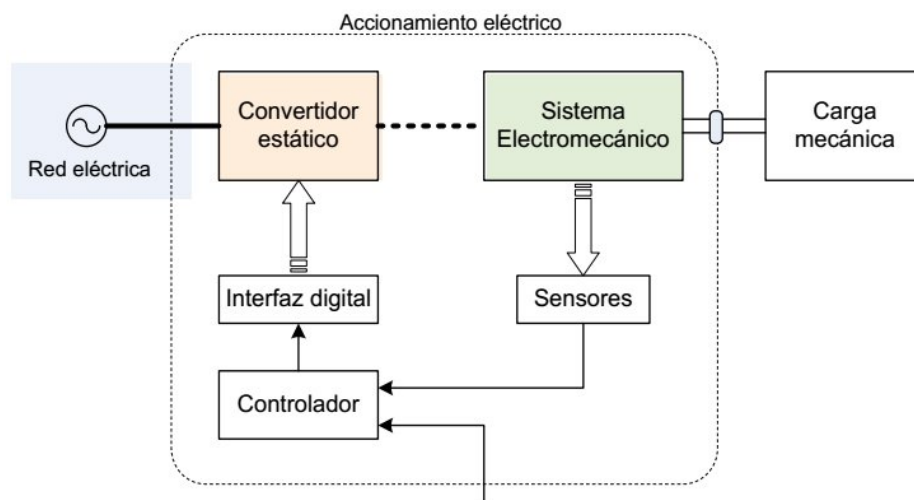 Accionamiento eléctrico
Red eléctrica
Convertidor
estático
Sistema
Electromecánico
Carga
mecánica
Interfaz digital
Sensores
Controlador